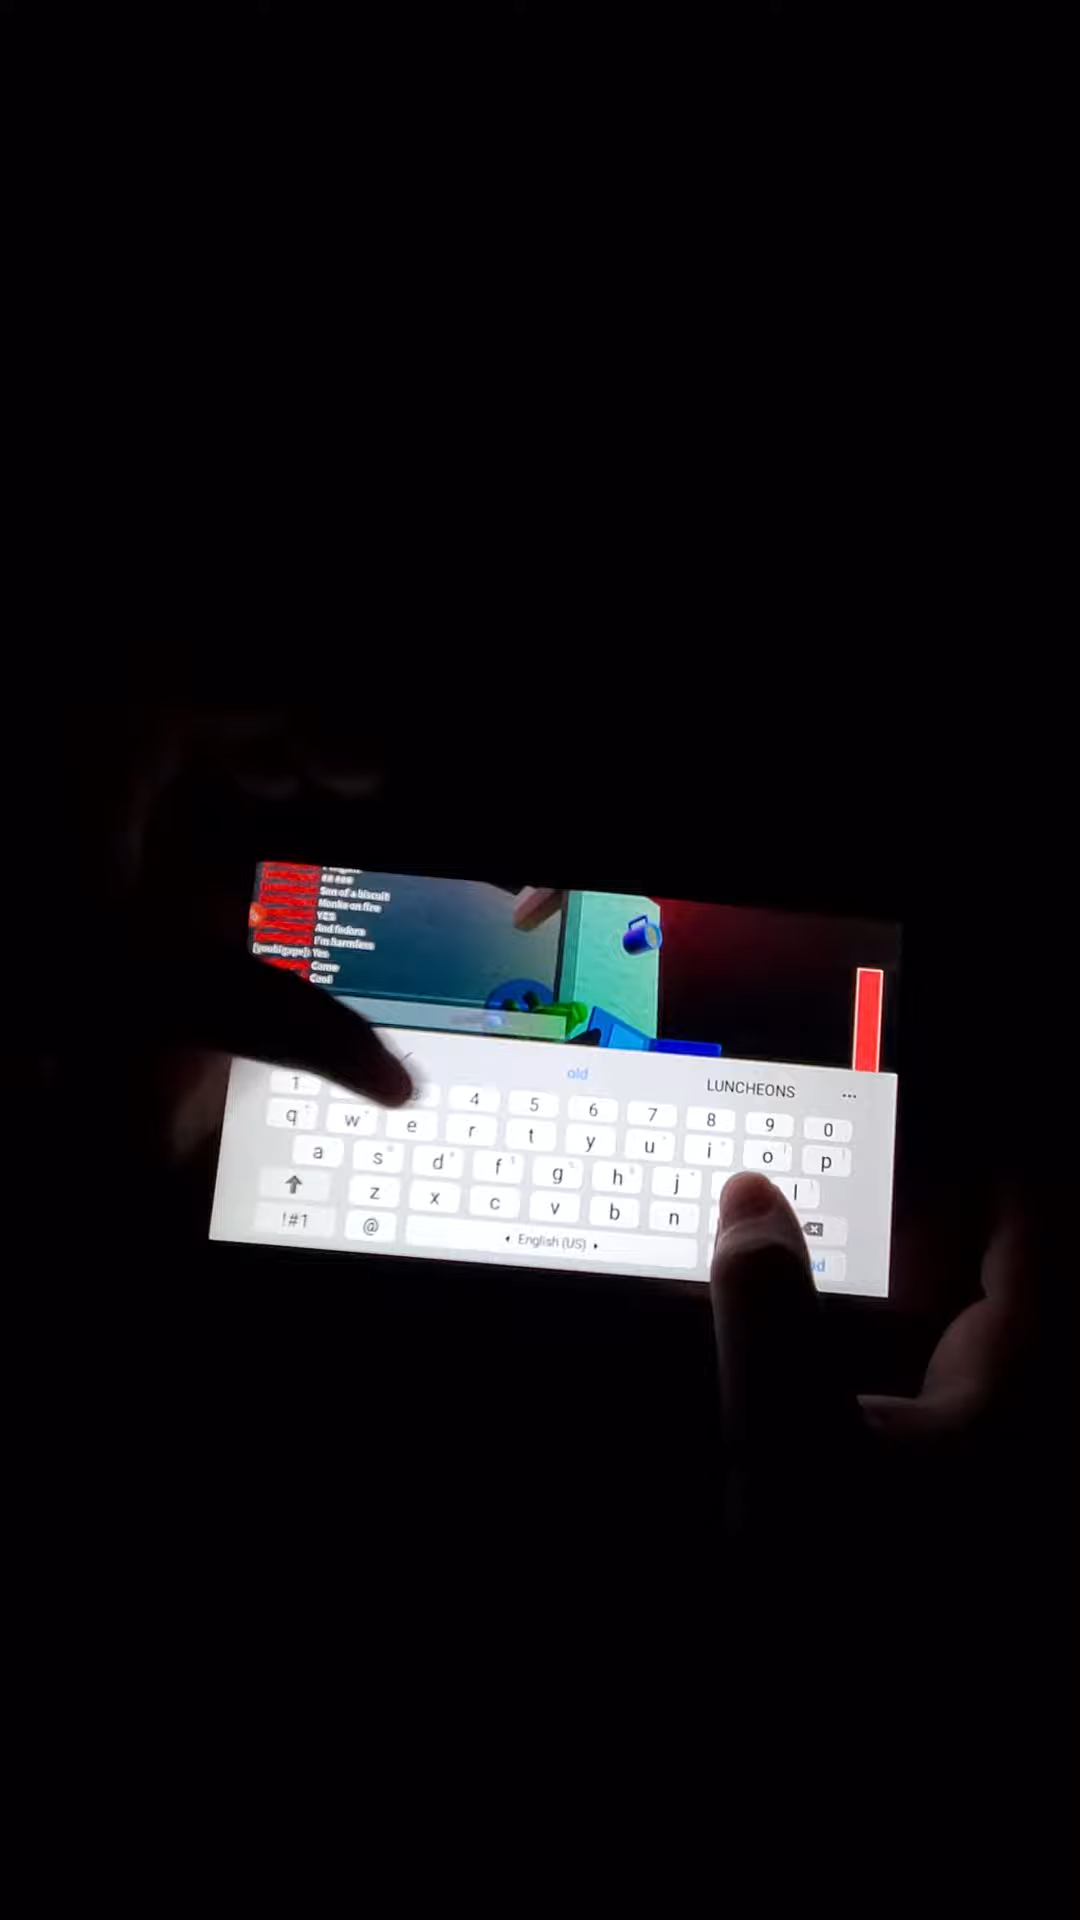 ## ###
Son of a biscuit
Monke on fire
YES
And fedora
I'm harmless
Yes
Come
Cool
old
LUNCHEONS
...
1 3 4 5 6 7 8 9 0
q w e r t y u i o p
a s d f g h j l
z x c v b n
!#1 @ English (US)